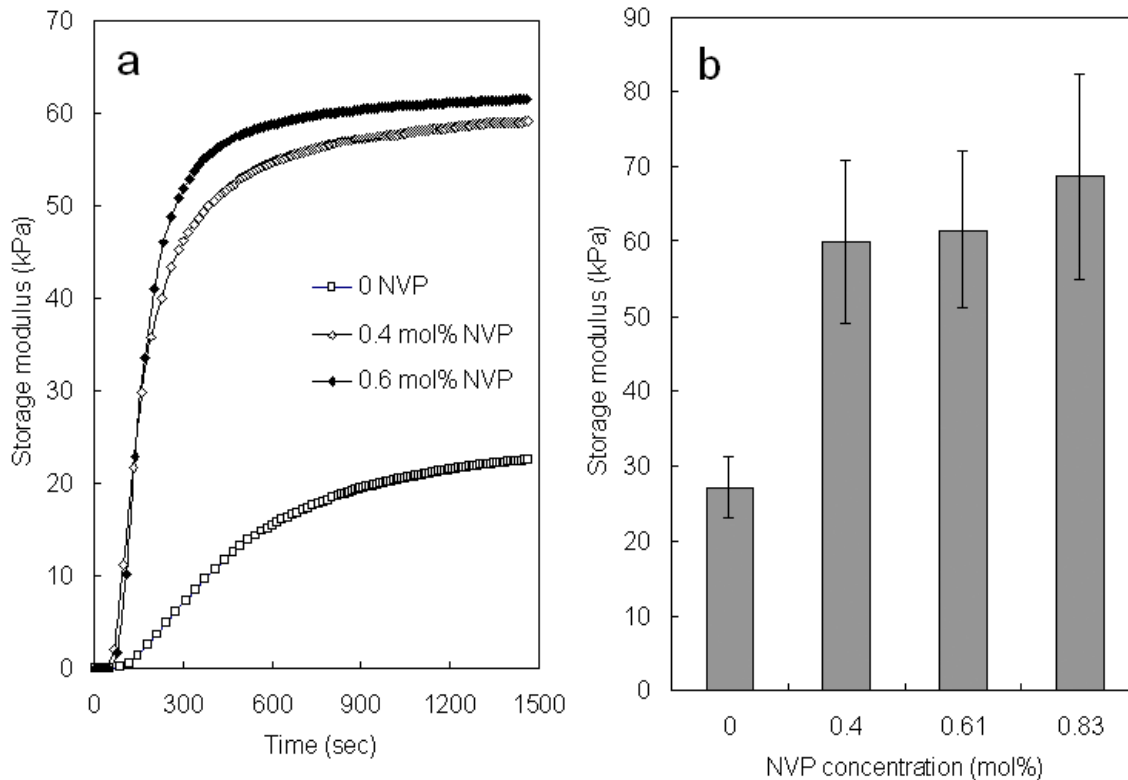 a
Storage modulus (kPa)
70
60
50
40
30
20
10
0
0 NVP
0.4 mol% NVP
0.6 mol% NVP
0 300 600 900 1200 1500
Time (sec)
b
Storage modulus (kPa)
90
80
70
60
50
40
30
20
10
0
0 0.4 0.61 0.83
NVP concentration (mol%)